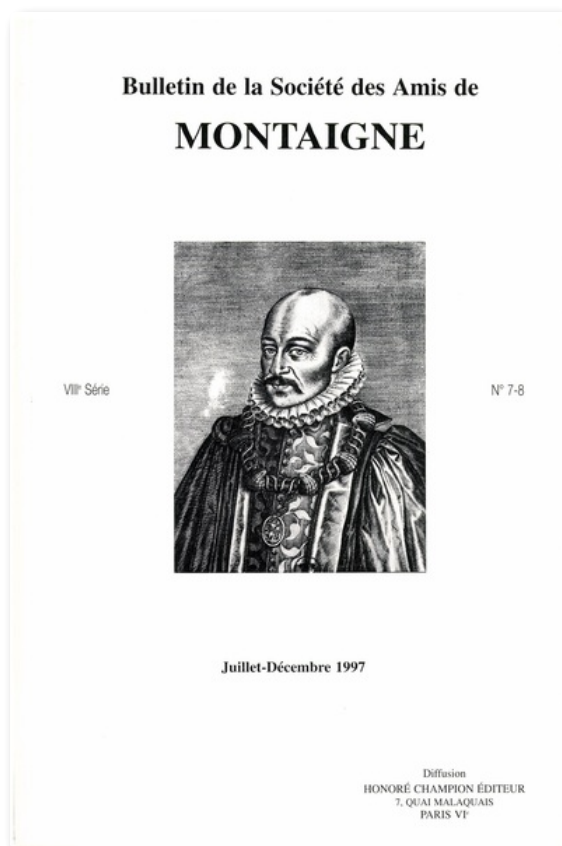 Bulletin de la Société des Amis de
MONTAIGNE
VIIIᵉ Série
N° 7-8
Juillet-Décembre 1997
Diffusion
HONORÉ CHAMPION ÉDITEUR
7, QUAI MALAQUAIS
PARIS VIᵉ